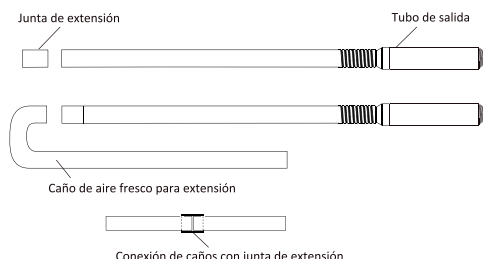 Junta de extensión
Tubo de salida
Caño de aire fresco para extensión
Conexión de caños con junta de extensión